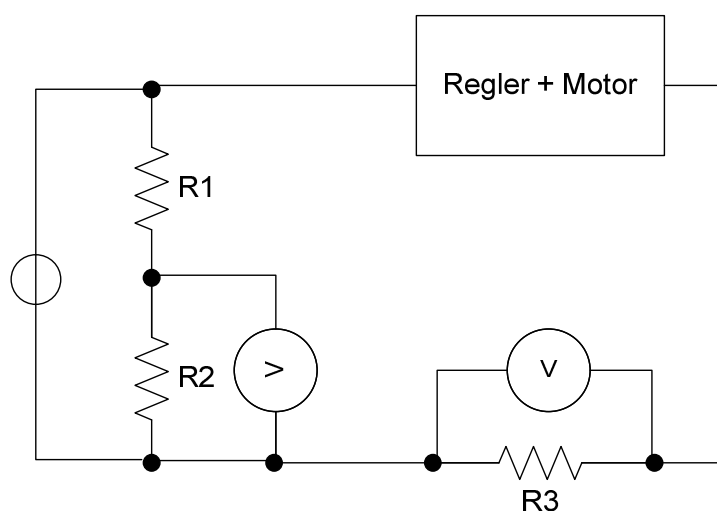 Regler + Motor
R1
R2
V
V
R3